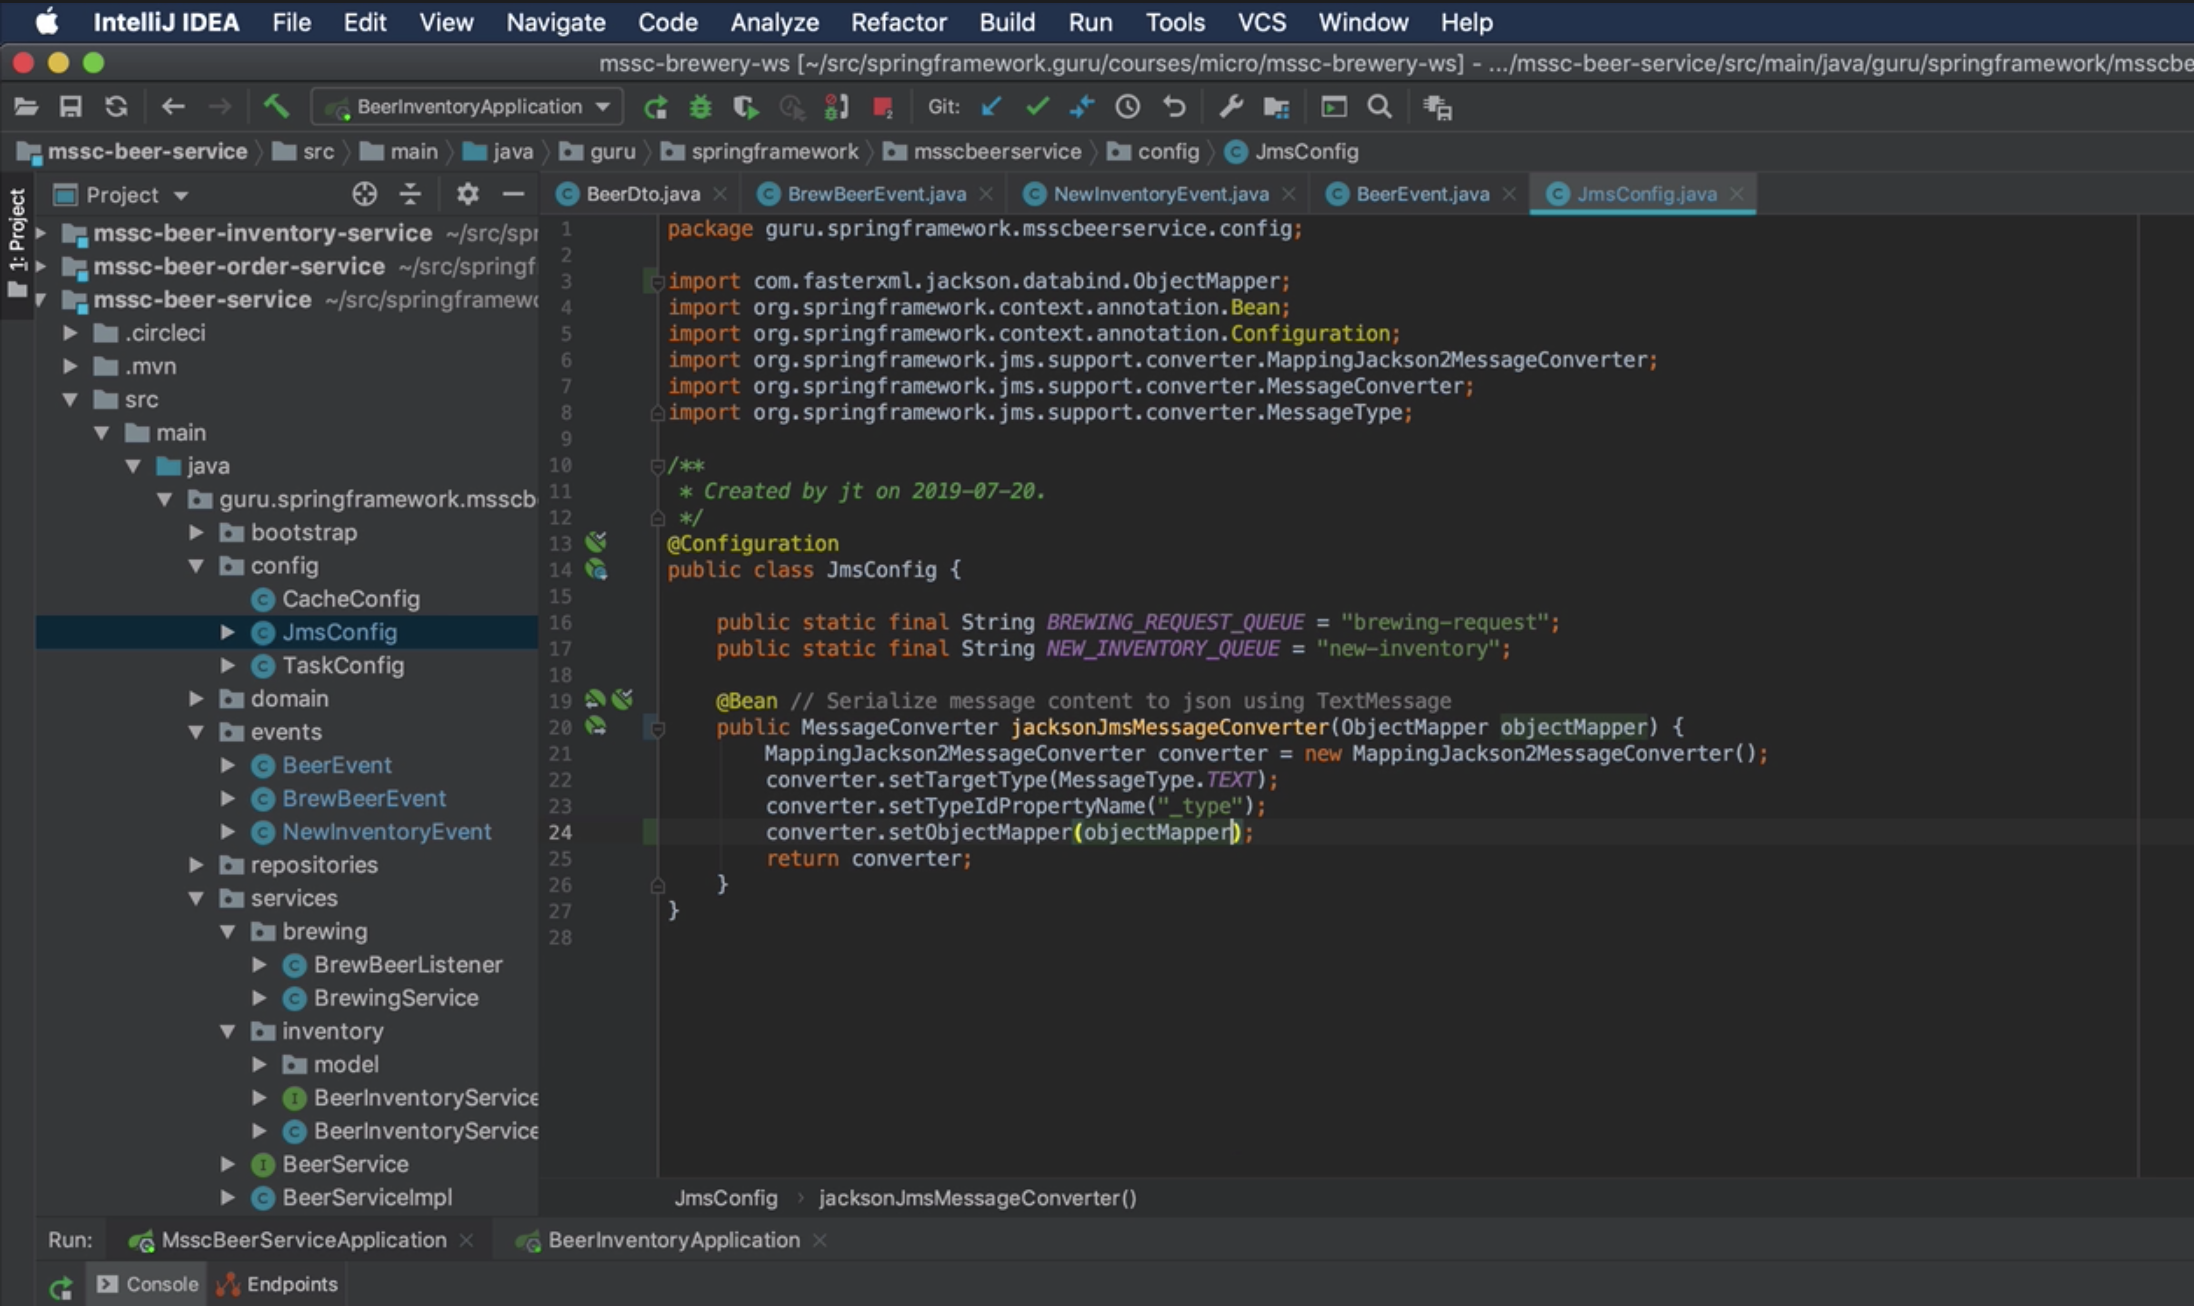 IntelliJ IDEA File Edit View Navigate Code Analyze Refactor Build Run Tools VCS Window Help
mssc-brewery-ws [~/src/springframework.guru/courses/micro/mssc-brewery-ws] - .../mssc-beer-service/src/main/java/guru/springframework/msscbe
BeerInventoryApplication Git:
mssc-beer-service src main java guru springframework msscbeerservice config JmsConfig
1: Project
Project
mssc-beer-inventory-service ~/src/spr
mssc-beer-order-service ~/src/springf
mssc-beer-service ~/src/springframewo
.circleci
.mvn
src
main
java
guru.springframework.msscb
bootstrap
config
CacheConfig
JmsConfig
TaskConfig
domain
events
BeerEvent
BrewBeerEvent
NewInventoryEvent
repositories
services
brewing
BrewBeerListener
BrewingService
inventory
model
BeerInventoryService
BeerInventoryService
BeerService
BeerServiceImpl
BeerDto.java BrewBeerEvent.java NewInventoryEvent.java BeerEvent.java JmsConfig.java
1 package guru.springframework.msscbeerservice.config;
2
3 import com.fasterxml.jackson.databind.ObjectMapper;
4 import org.springframework.context.annotation.Bean;
5 import org.springframework.context.annotation.Configuration;
6 import org.springframework.jms.support.converter.MappingJackson2MessageConverter;
7 import org.springframework.jms.support.converter.MessageConverter;
8 import org.springframework.jms.support.converter.MessageType;
9
10 /**
11 * Created by jt on 2019-07-20.
12 */
13 @Configuration
14 public class JmsConfig {
15
16 public static final String BREWING_REQUEST_QUEUE = "brewing-request";
17 public static final String NEW_INVENTORY_QUEUE = "new-inventory";
18
19 @Bean // Serialize message content to json using TextMessage
20 public MessageConverter jacksonJmsMessageConverter(ObjectMapper objectMapper) {
21 MappingJackson2MessageConverter converter = new MappingJackson2MessageConverter();
22 converter.setTargetType(MessageType.TEXT);
23 converter.setTypeIdPropertyName("_type");
24 converter.setObjectMapper(objectMapper);
25 return converter;
26 }
27 }
28
JmsConfig jacksonJmsMessageConverter()
Run: MsscBeerServiceApplication BeerInventoryApplication
Console Endpoints